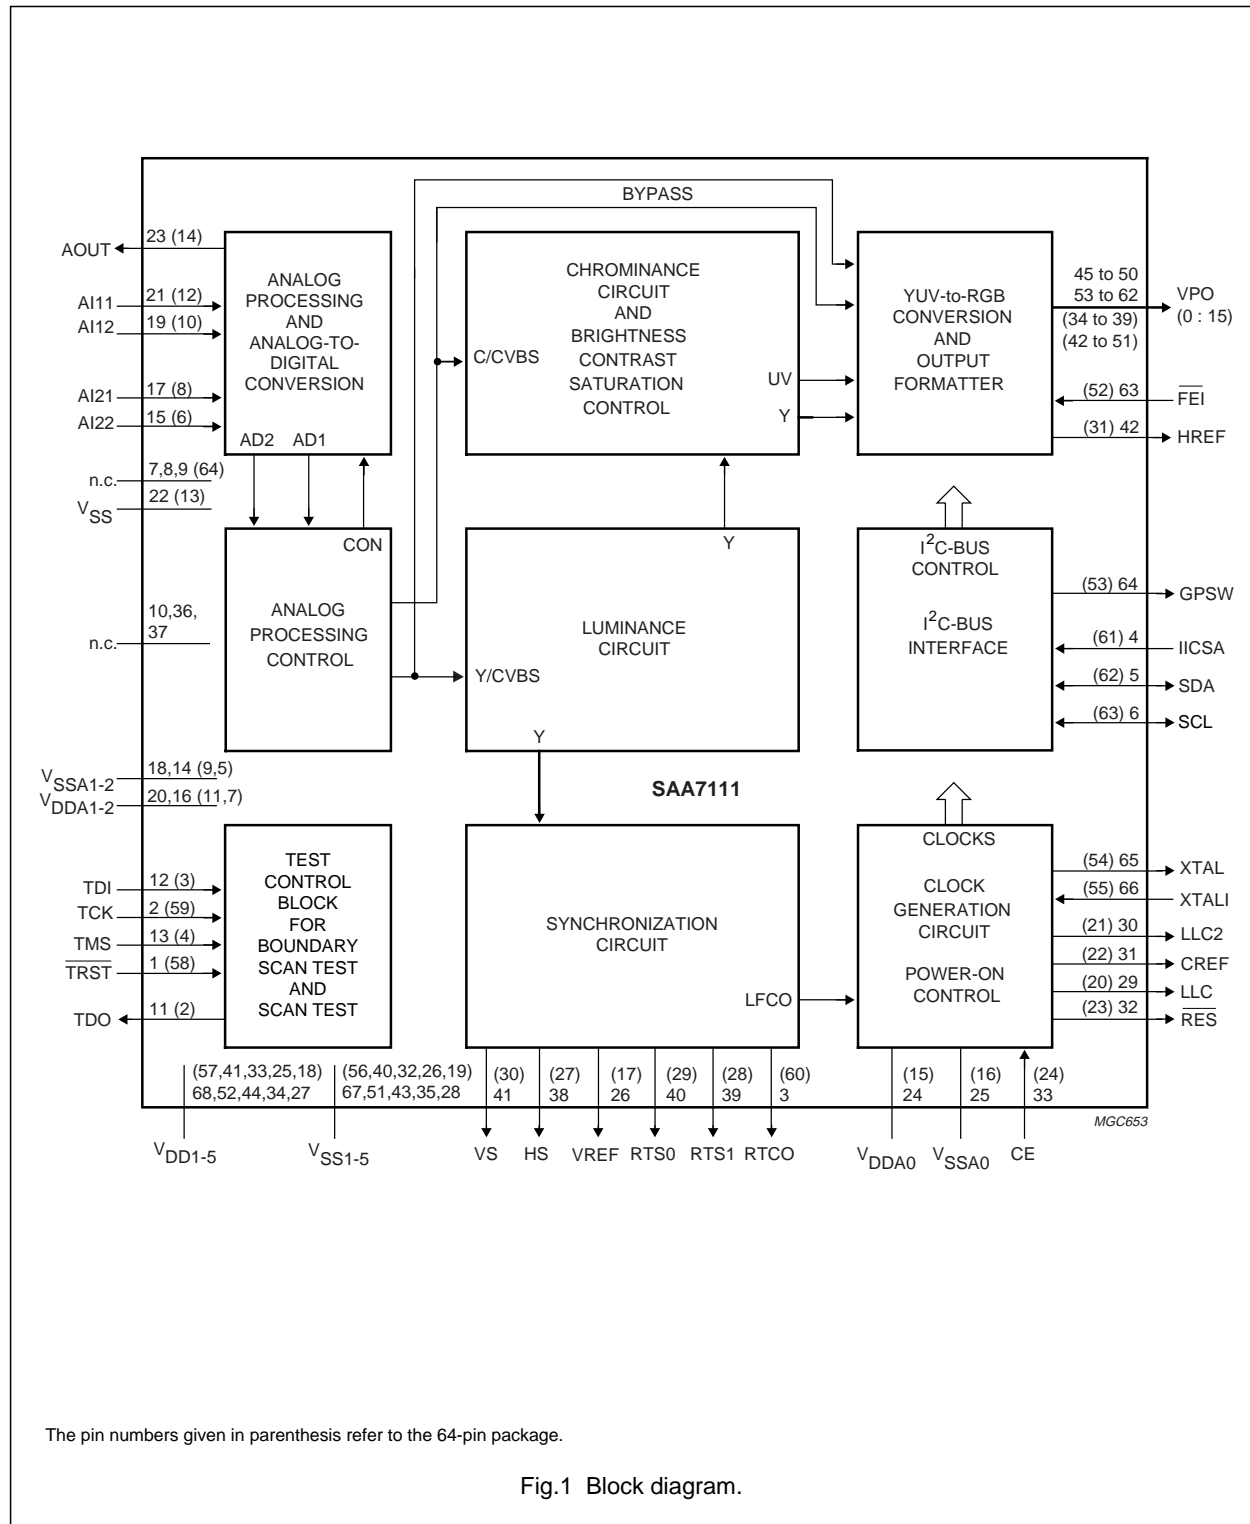 BYPASS
AOUT
23 (14)
AI11
21 (12)
AI12
19 (10)
AI21
17 (8)
AI22
15 (6)
ANALOG
PROCESSING
AND
ANALOG-TO-
DIGITAL
CONVERSION
AD2 AD1
n.c.
7,8,9 (64)
VSS
22 (13)
CON
ANALOG
PROCESSING
CONTROL
n.c.
10,36,
37
CHROMINANCE
CIRCUIT
AND
BRIGHTNESS
CONTRAST
SATURATION
CONTROL
C/CVBS
UV
Y
YUV-to-RGB
CONVERSION
AND
OUTPUT
FORMATTER
45 to 50
53 to 62
(34 to 39)
(42 to 51)
VPO
(0 : 15)
(52) 63
FEI
(31) 42
HREF
Y
LUMINANCE
CIRCUIT
Y/CVBS
Y
I2C-BUS
CONTROL
I2C-BUS
INTERFACE
(53) 64
GPSW
(61) 4
IICSA
(62) 5
SDA
(63) 6
SCL
VSSA1-2
18,14 (9,5)
VDDA1-2
20,16 (11,7)
SAA7111
TDI
12 (3)
TCK
2 (59)
TMS
13 (4)
TRST
1 (58)
TDO
11 (2)
TEST
CONTROL
BLOCK
FOR
BOUNDARY
SCAN TEST
AND
SCAN TEST
SYNCHRONIZATION
CIRCUIT
LFCO
CLOCKS
CLOCK
GENERATION
CIRCUIT
POWER-ON
CONTROL
(54) 65
XTAL
(55) 66
XTALI
(21) 30
LLC2
(22) 31
CREF
(20) 29
LLC
(23) 32
RES
(57,41,33,25,18)
68,52,44,34,27
(56,40,32,26,19)
67,51,43,35,28
(30)
41
(27)
38
(17)
26
(29)
40
(28)
39
(60)
3
(15)
24
(16)
25
(24)
33
MGC653
VDD1-5
VSS1-5
VS HS VREF RTS0 RTS1 RTCO
VDDA0
VSSA0
CE
The pin numbers given in parenthesis refer to the 64-pin package.
Fig.1 Block diagram.